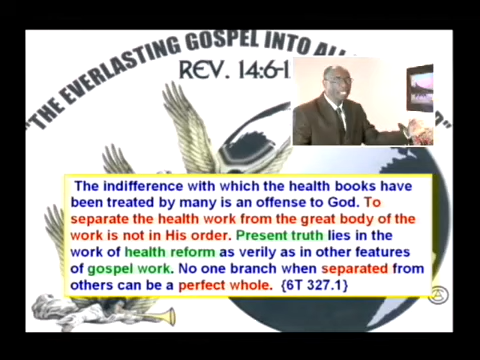 "THE EVERLASTING GOSPEL INTO ALL
REV. 14:6-1
The indifference with which the health books have
been treated by many is an offense to God. To
separate the health work from the great body of the
work is not in His order. Present truth lies in the
work of health reform as verily as in other features
of gospel work. No one branch when separated from
others can be a perfect whole. {6T 327.1}